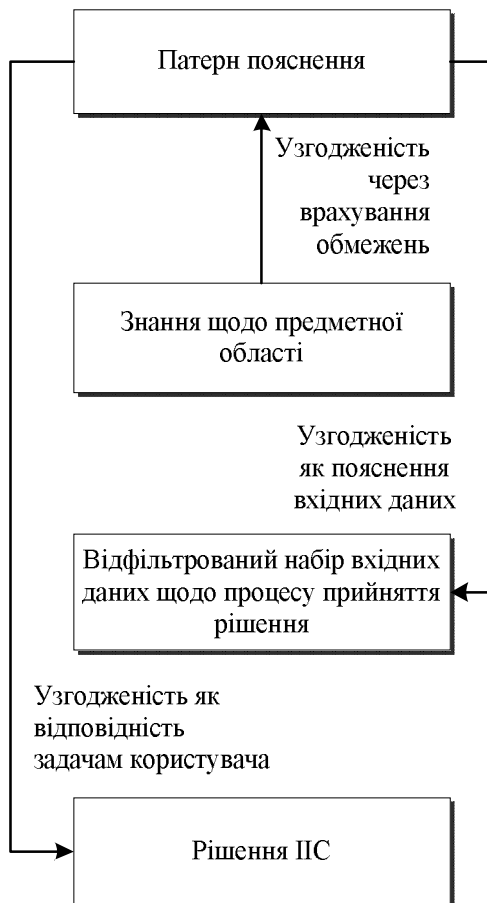 Патерн пояснення
Узгодженість
через
врахування
обмежень
Знання щодо предметної
області
Узгодженість
як пояснення
вхідних даних
Відфільтрований набір вхідних
даних щодо процесу прийняття
рішення
Узгодженість як
відповідність
задачам користувача
Рішення ІІС